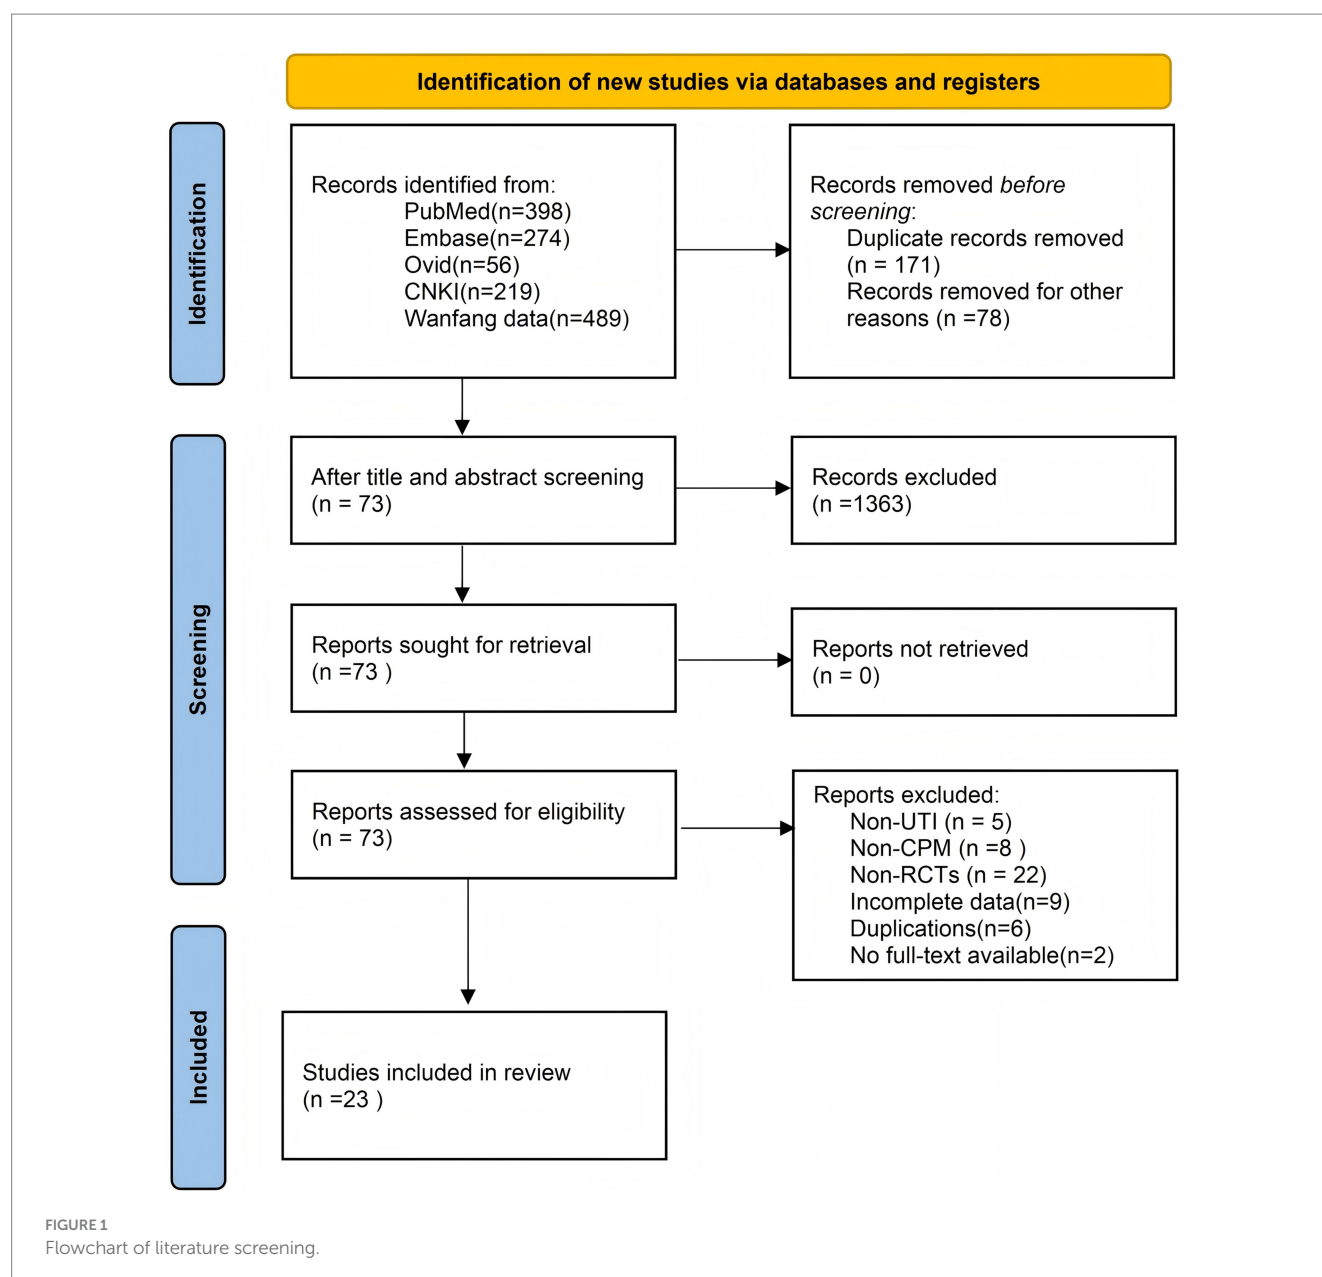 Identification of new studies via databases and registers
Identification
Records identified from:
PubMed(n=398)
Embase(n=274)
Ovid(n=56)
CNKI(n=219)
Wanfang data(n=489)
Records removed before
screening:
Duplicate records removed
(n = 171)
Records removed for other
reasons (n =78)
Screening
After title and abstract screening
(n = 73)
Records excluded
(n =1363)
Reports sought for retrieval
(n =73 )
Reports not retrieved
(n = 0)
Reports assessed for eligibility
(n = 73)
Reports excluded:
Non-UTI (n = 5)
Non-CPM (n =8 )
Non-RCTs (n = 22)
Incomplete data(n=9)
Duplications(n=6)
No full-text available(n=2)
Included
Studies included in review
(n =23 )
FIGURE 1
Flowchart of literature screening.